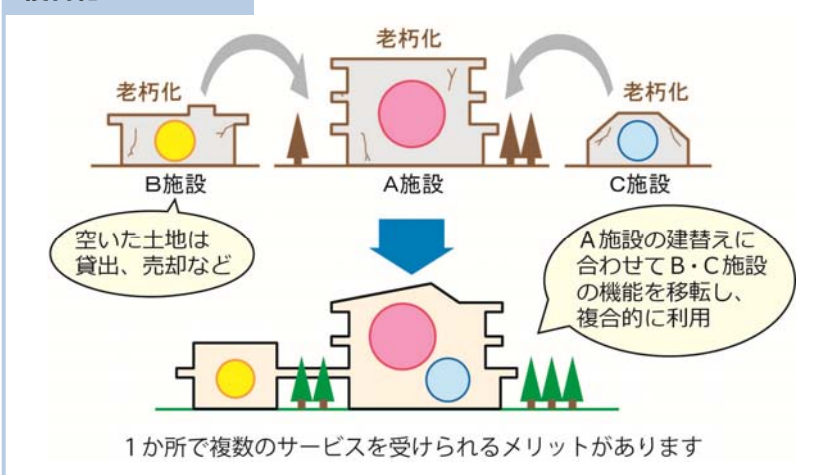 老朽化
老朽化
老朽化
B施設
A施設
C施設
空いた土地は
貸出、売却など
A施設の建替えに
合わせてB・C施設
の機能を移転し、
複合的に利用
1か所で複数のサービスを受けられるメリットがあります